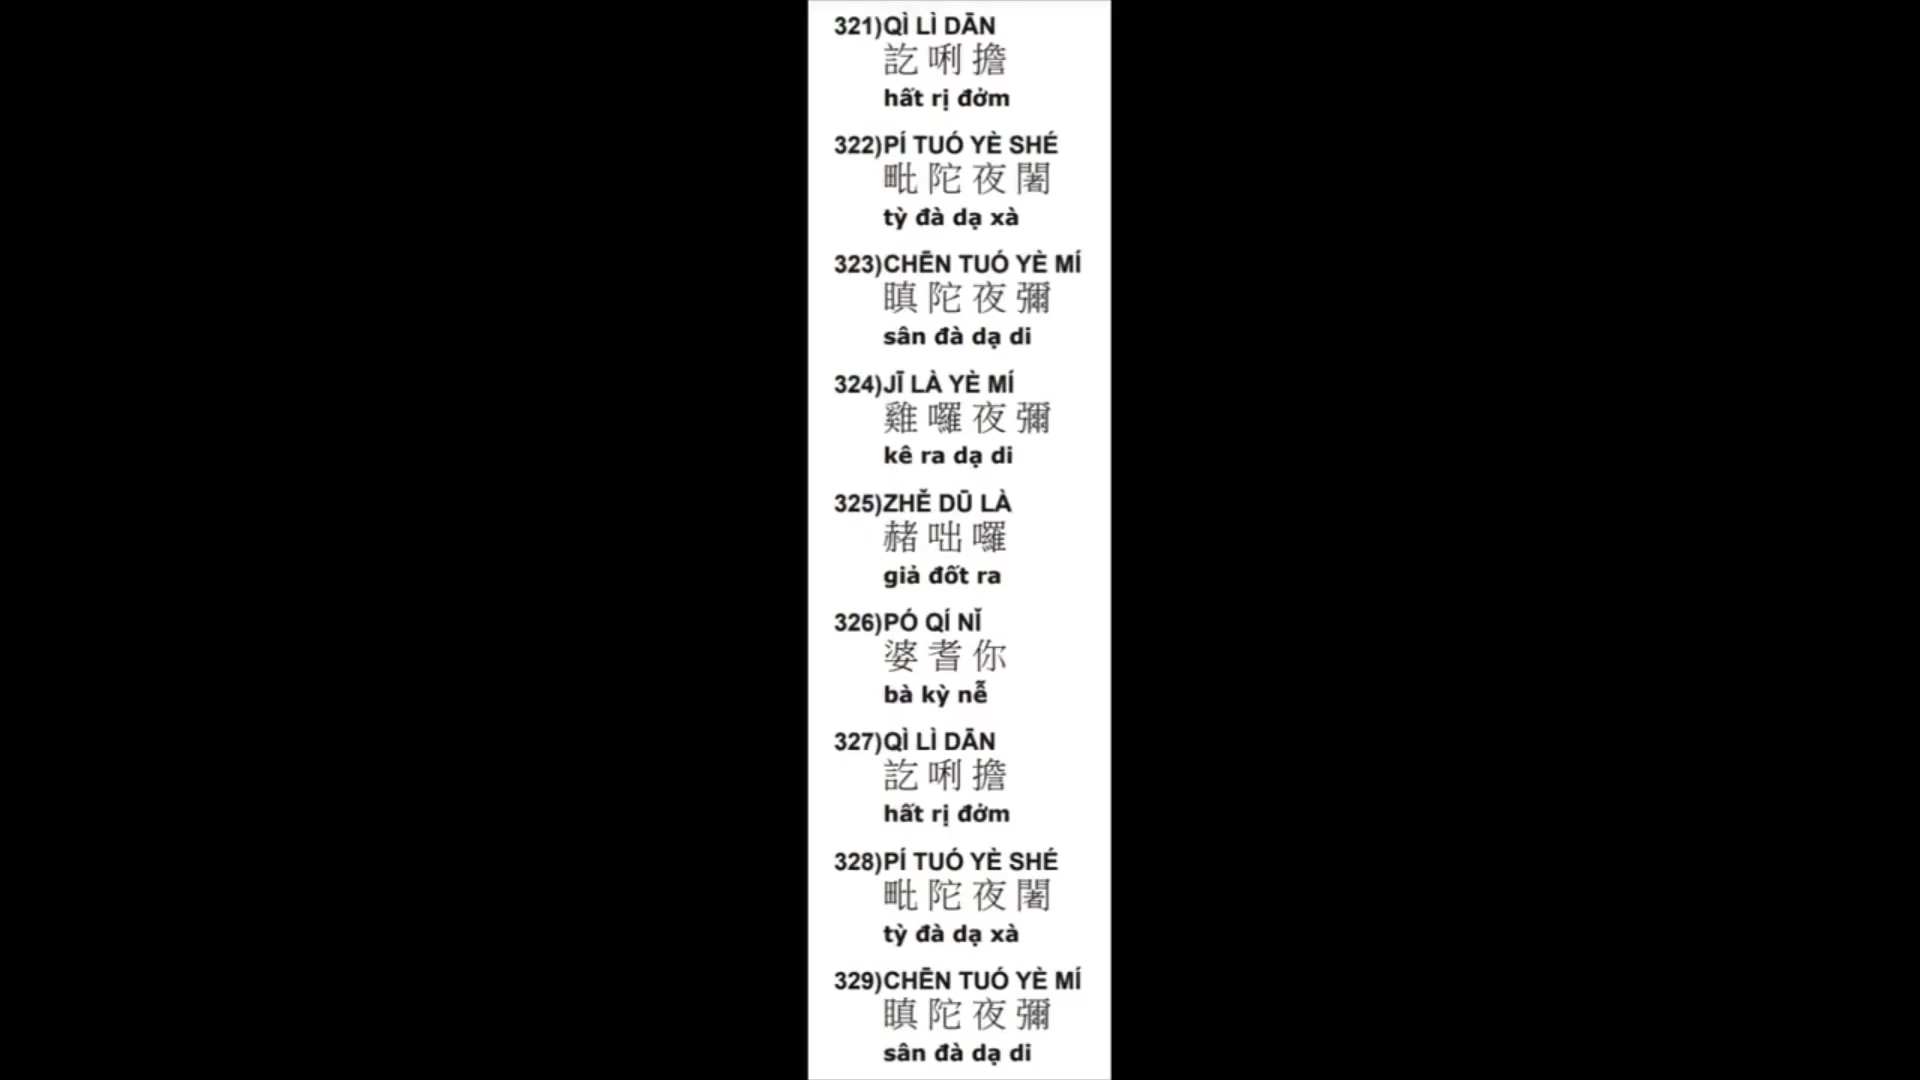 321)QÌ LÌ DĀN
訖 唎 擔
hất rị đởm
322)PÍ TUÓ YÈ SHÉ
毗 陀 夜 闍
tỳ đà dạ xà
323)CHĒN TUÓ YÈ MÍ
瞋 陀 夜 彌
sân đà dạ di
324)JĪ LÀ YÈ MÍ
雞 囉 夜 彌
kê ra dạ di
325)ZHĚ DŪ LÀ
赭 咄 囉
giả đốt ra
326)PÓ QÍ NǏ
婆 耆 你
bà kỳ nễ
327)QÌ LÌ DĀN
訖 唎 擔
hất rị đởm
328)PÍ TUÓ YÈ SHÉ
毗 陀 夜 闍
tỳ đà dạ xà
329)CHĒN TUÓ YÈ MÍ
瞋 陀 夜 彌
sân đà dạ di